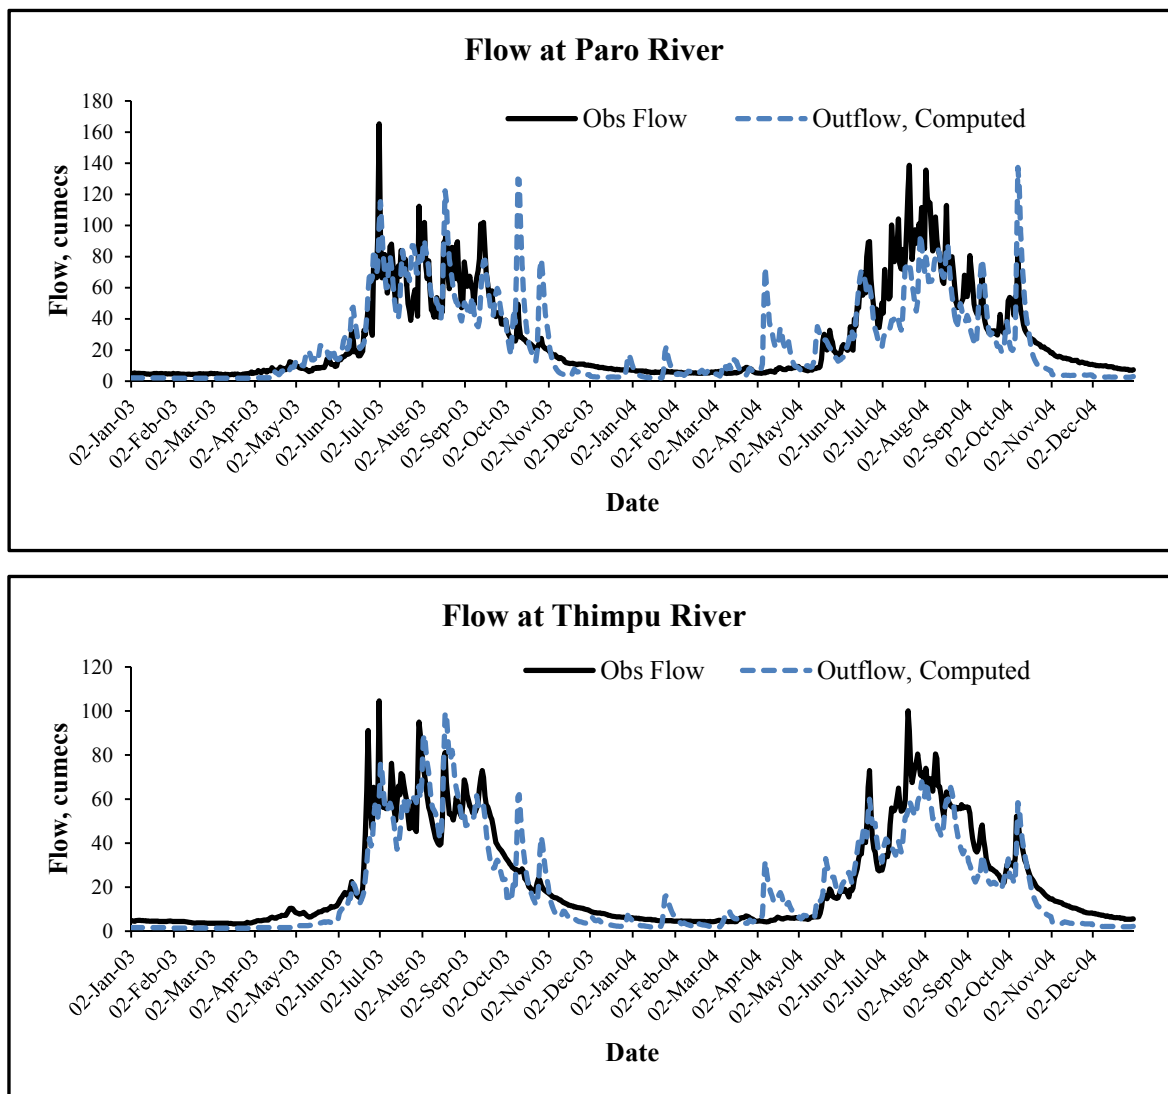 Flow at Paro River
Obs Flow
Outflow, Computed
Flow, cumecs
180
160
140
120
100
80
60
40
20
0
02-Jan-03
02-Feb-03
02-Mar-03
02-Apr-03
02-May-03
02-Jun-03
02-Jul-03
02-Aug-03
02-Sep-03
02-Oct-03
02-Nov-03
02-Dec-03
02-Jan-04
02-Feb-04
02-Mar-04
02-Apr-04
02-May-04
02-Jun-04
02-Jul-04
02-Aug-04
02-Sep-04
02-Oct-04
02-Nov-04
02-Dec-04
Date
Flow at Thimpu River
Obs Flow
Outflow, Computed
Flow, cumecs
120
100
80
60
40
20
0
02-Jan-03
02-Feb-03
02-Mar-03
02-Apr-03
02-May-03
02-Jun-03
02-Jul-03
02-Aug-03
02-Sep-03
02-Oct-03
02-Nov-03
02-Dec-03
02-Jan-04
02-Feb-04
02-Mar-04
02-Apr-04
02-May-04
02-Jun-04
02-Jul-04
02-Aug-04
02-Sep-04
02-Oct-04
02-Nov-04
02-Dec-04
Date